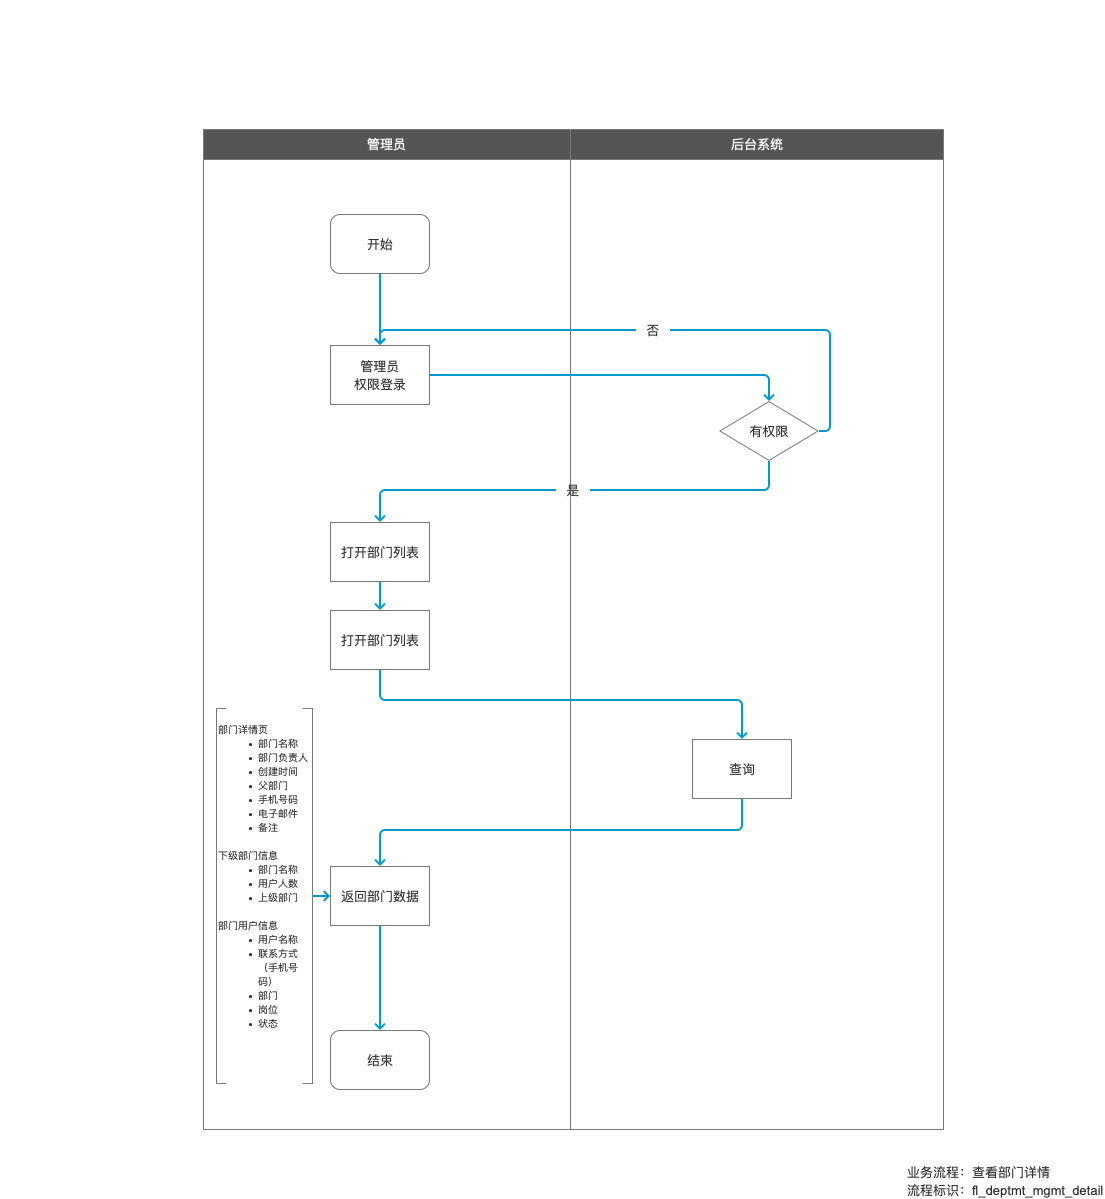 管理员
后台系统
开始
否
管理员
权限登录
有权限
是
打开部门列表
打开部门列表
查询
部门详情页
• 部门名称
• 部门负责人
• 创建时间
• 父部门
• 手机号码
• 电子邮件
• 备注
下级部门信息
• 部门名称
• 用户人数
• 上级部门
部门用户信息
• 用户名称
• 联系方式
（手机号
码）
• 部门
• 岗位
• 状态
返回部门数据
结束
业务流程：查看部门详情
流程标识：fl_deptmt_mgmt_detail